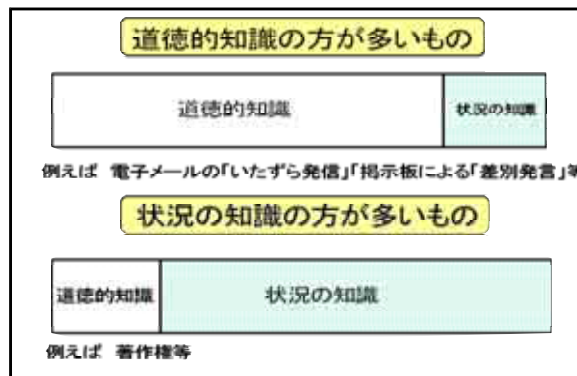 道徳的知識の方が多いもの
道徳的知識 状況の知識
例えば 電子メールの「いたずら発信」「掲示板による「差別発言」等
状況の知識の方が多いもの
道徳的知識 状況の知識
例えば 著作権等